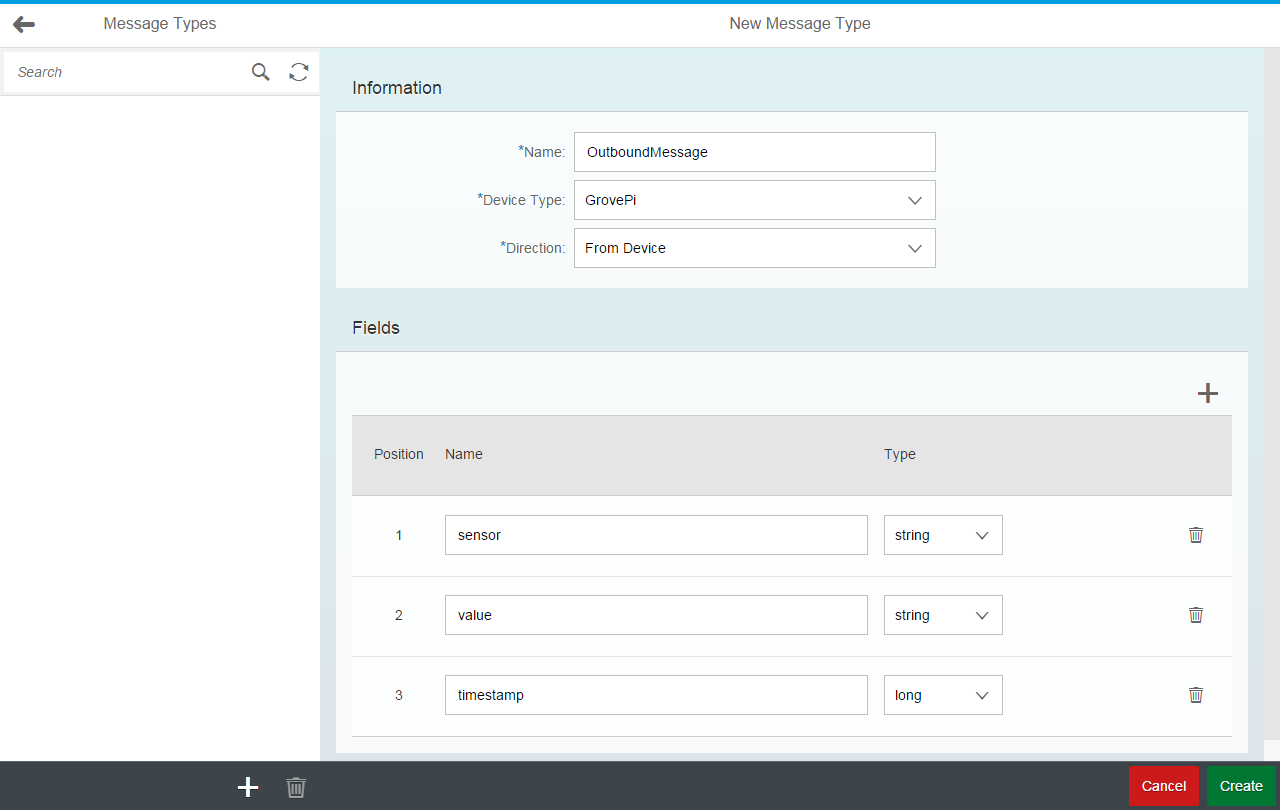 Message Types
New Message Type
Search
Information
*Name: OutboundMessage
*Device Type: GrovePi
*Direction: From Device
Fields
Position Name Type
1 sensor string
2 value string
3 timestamp long
Cancel Create